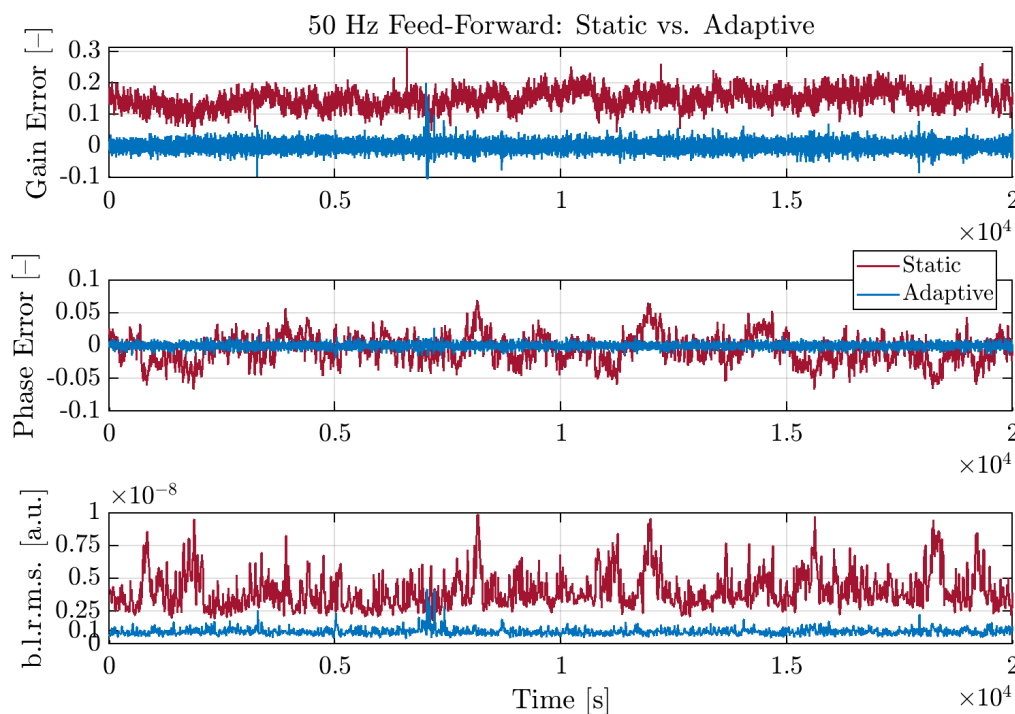 50 Hz Feed-Forward: Static vs. Adaptive
Gain Error [–]
0.3
0.2
0.1
0
-0.1
0 0.5 1 1.5 2
×10⁴
Phase Error [–]
0.1
0.05
0
-0.05
-0.1
Static
Adaptive
0 0.5 1 1.5 2
×10⁴
b.l.r.m.s. [a.u.]
×10⁻⁸
1
0.75
0.5
0.25
0.1
0
0 0.5 1 1.5 2
×10⁴
Time [s]